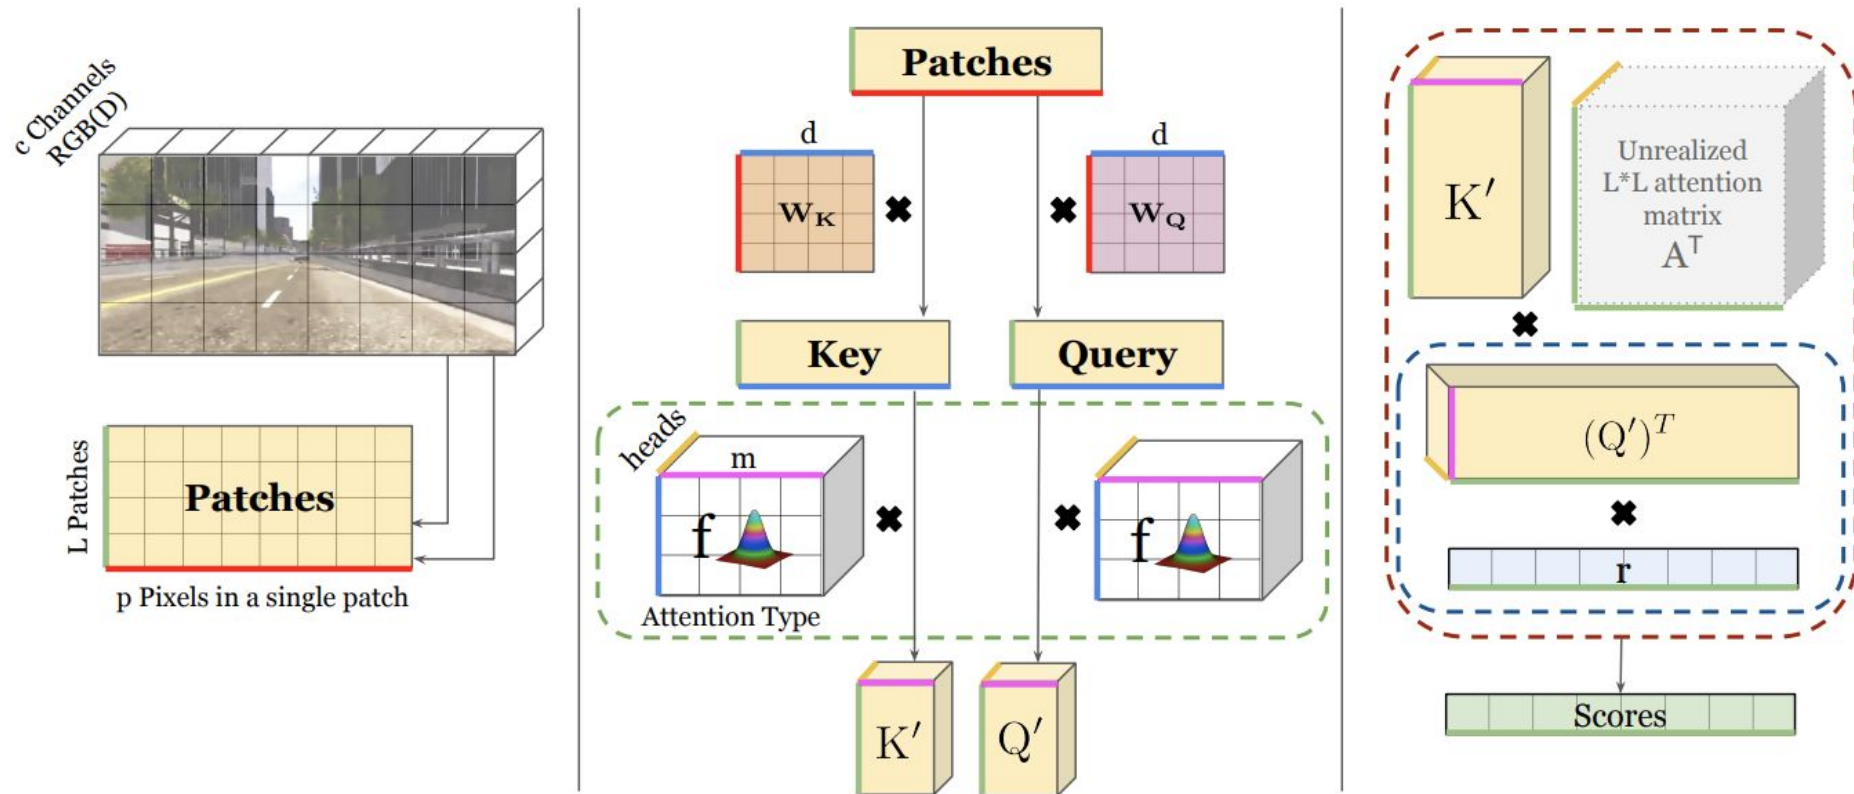 c Channels
RGB(D)
L Patches
Patches
p Pixels in a single patch
Patches
d
d
W_K
W_Q
Key
Query
heads
m
f
f
Attention Type
K′
Q′
K′
Unrealized
L*L attention
matrix
A^T
(Q′)^T
r
Scores